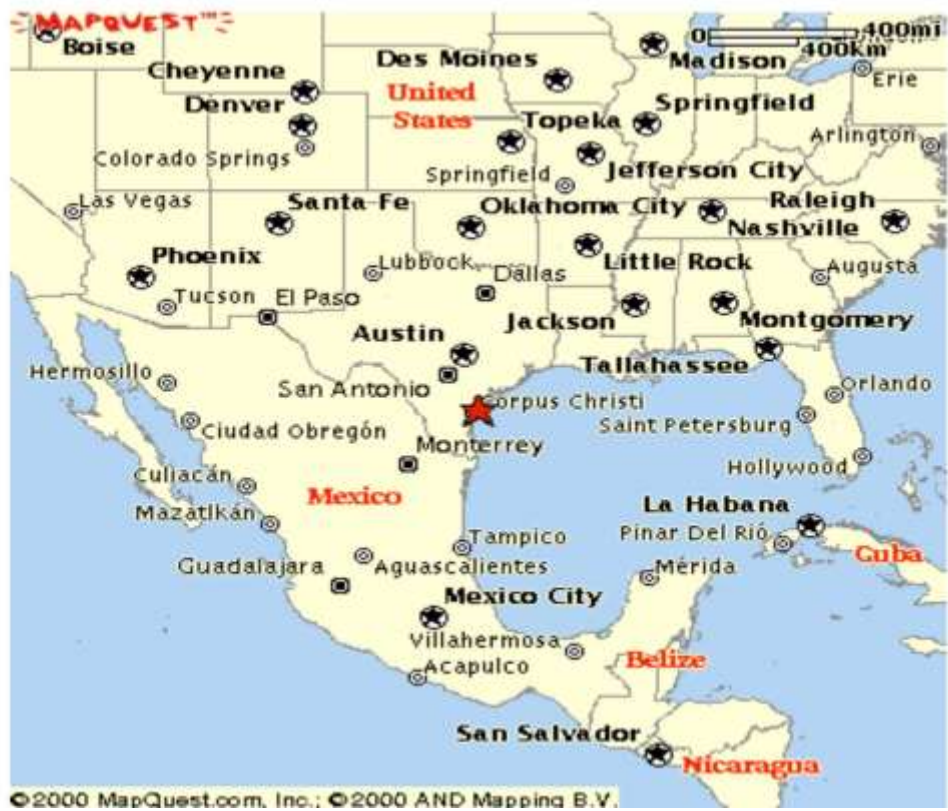 MAPQUEST™
0 400mi
400km
Boise
Des Moines
Madison
Cheyenne
Erie
United
States
Denver
Springfield
Topeka
Arlington
Colorado Springs
Springfield
Jefferson City
Las Vegas
Santa Fe
Oklahoma City
Raleigh
Nashville
Phoenix
Lubbock
Dallas
Little Rock
Augusta
Tucson
El Paso
Jackson
Montgomery
Austin
Tallahassee
Hermosillo
San Antonio
Orlando
Corpus Christi
Saint Petersburg
Ciudad Obregón
Monterrey
Hollywood
Culiacán
Mexico
La Habana
Mazatlkán
Pinar Del Rió
Tampico
Cuba
Guadalajara
Aguascalientes
Mérida
Mexico City
Villahermosa
Acapulco
Belize
San Salvador
Nicaragua
©2000 MapQuest.com, Inc.; ©2000 AND Mapping B.V.